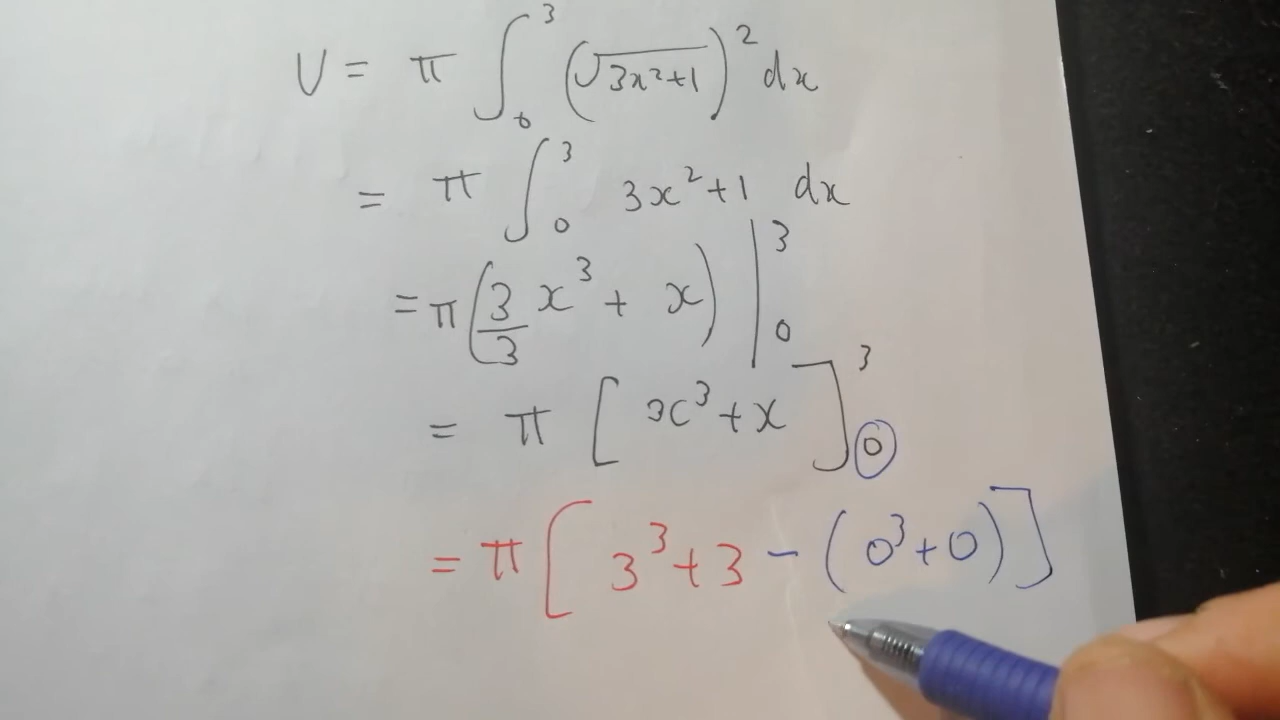 V = π ∫₀³ (√(3x²+1))² dx
= π ∫₀³ 3x²+1 dx
= π (3/3 x³ + x) |₀³
= π [x³+x]₀³
= π [3³+3 - (0³+0)]